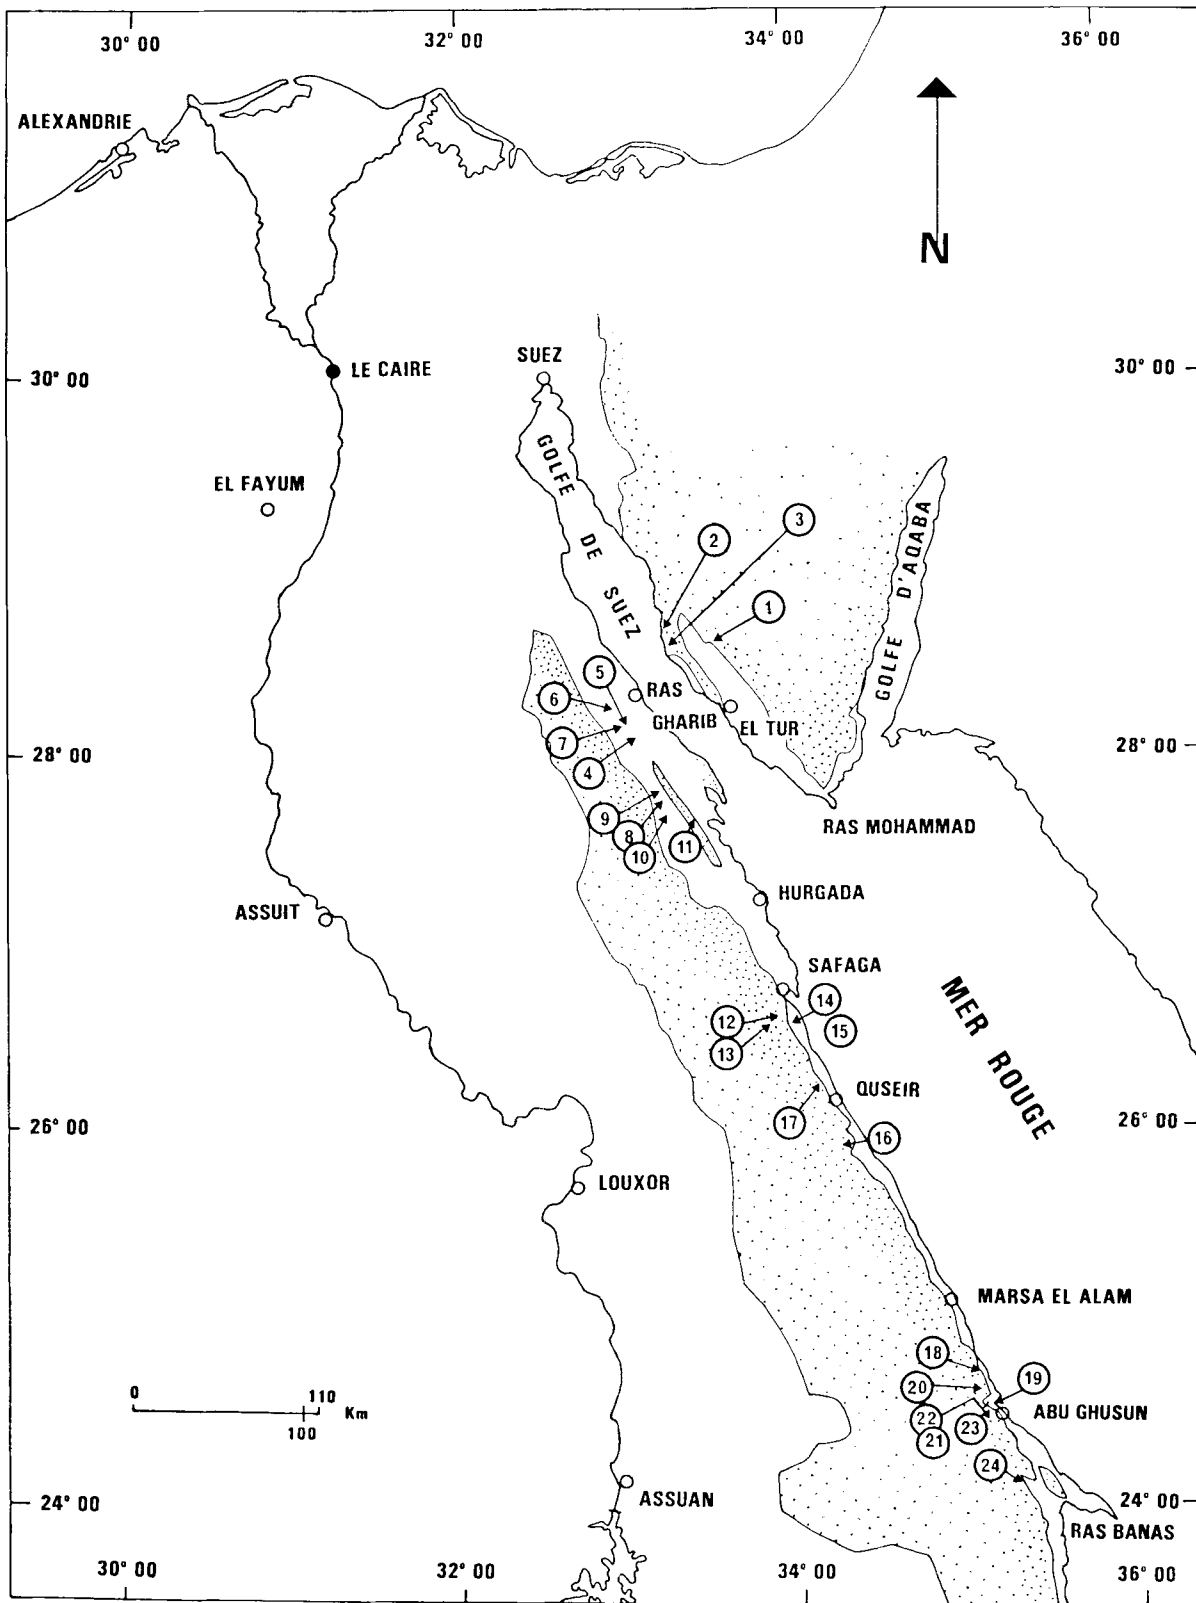 30° 00
32° 00
34° 00
36° 00
ALEXANDRIE
N
SUEZ
LE CAIRE
30° 00
30° 00
GOLFE DE SUEZ
EL FAYUM
GOLFE D'AQABA
3
2
1
5
RAS GHARIB
6
EL TUR
7
4
28° 00
28° 00
9
8
10
11
RAS MOHAMMAD
HURGADA
ASSUIT
SAFAGA
MER ROUGE
14
12
15
13
QUSEIR
17
16
26° 00
26° 00
LOUXOR
MARSA EL ALAM
18
19
20
0
110
Km
100
22
21
23
ABU GHUSUN
24
24° 00
ASSUAN
24° 00
RAS BANAS
30° 00
32° 00
34° 00
36° 00